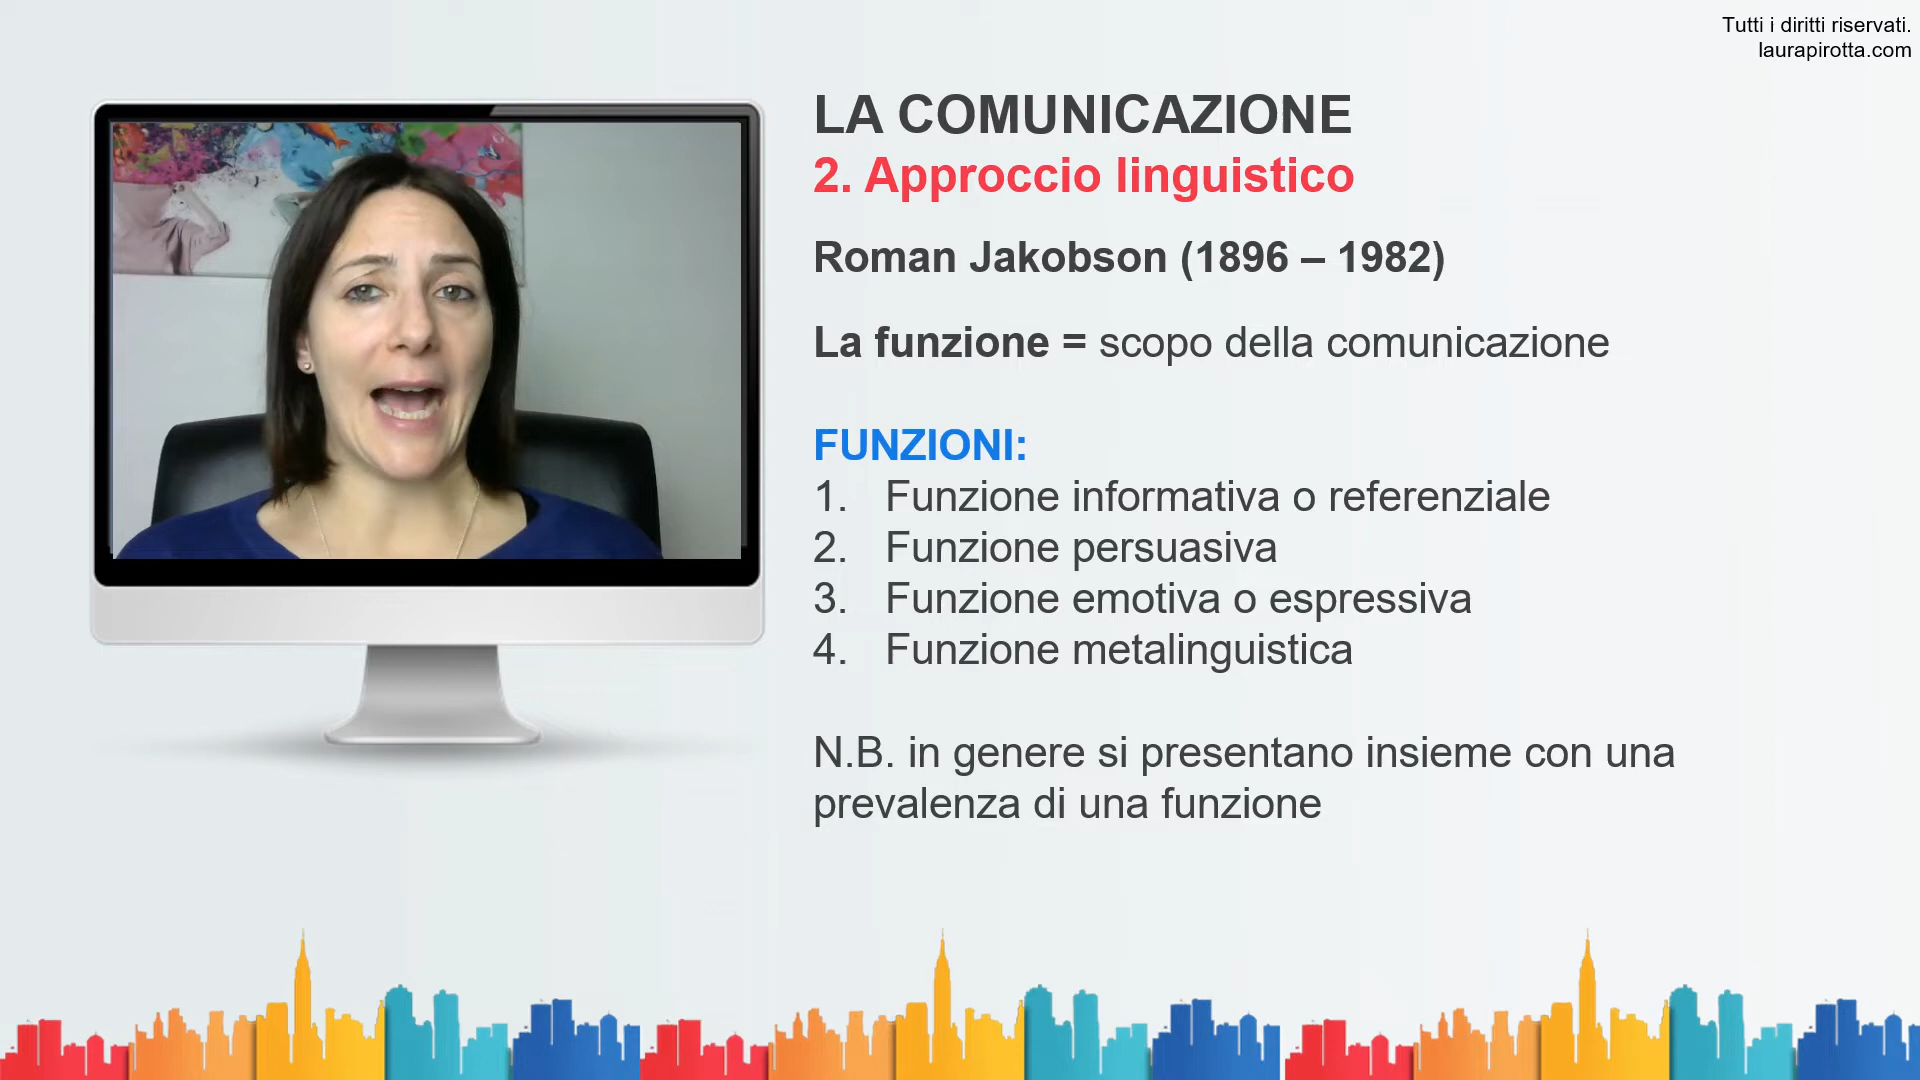 Tutti i diritti riservati.
laurapirotta.com
LA COMUNICAZIONE
2. Approccio linguistico
Roman Jakobson (1896 – 1982)
La funzione = scopo della comunicazione
FUNZIONI:
1. Funzione informativa o referenziale
2. Funzione persuasiva
3. Funzione emotiva o espressiva
4. Funzione metalinguistica
N.B. in genere si presentano insieme con una
prevalenza di una funzione